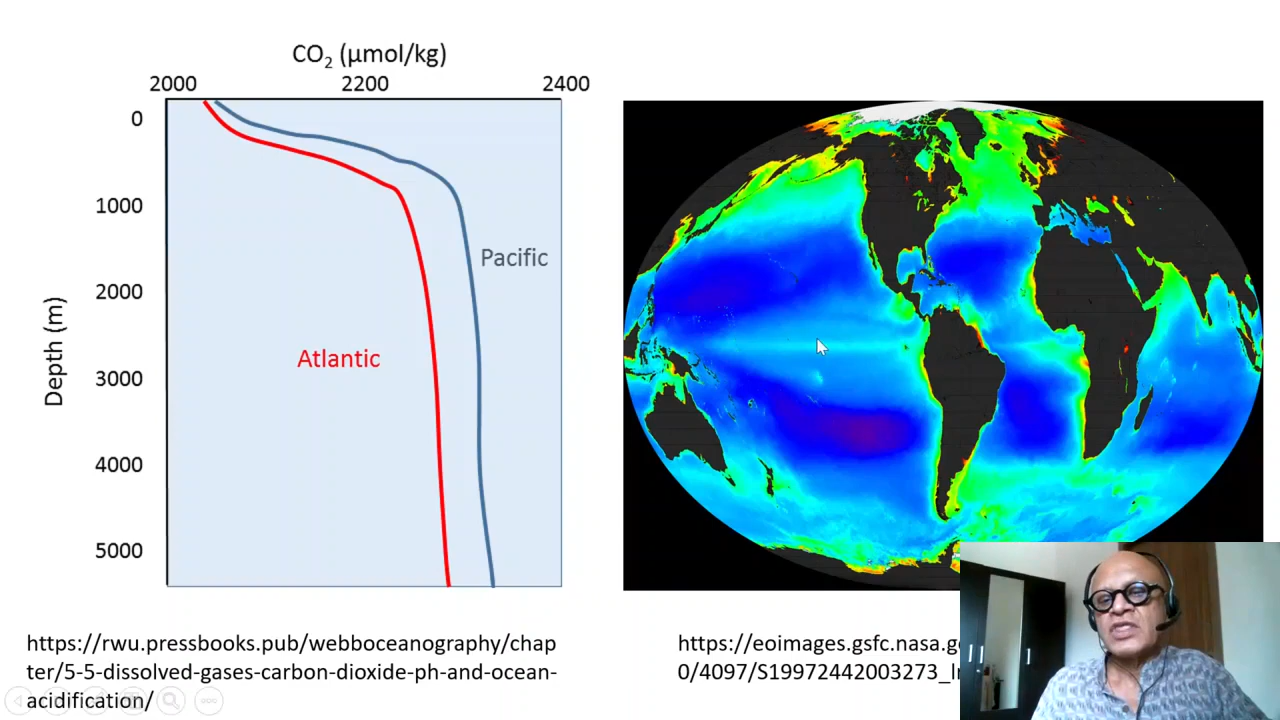 CO₂ (µmol/kg)
2000 2200 2400
0
1000
2000
3000
4000
5000
Depth (m)
Pacific
Atlantic
https://rwu.pressbooks.pub/webboceanography/chap
ter/5-5-dissolved-gases-carbon-dioxide-ph-and-ocean-
acidification/
https://eoimages.gsfc.nasa.g
0/4097/S19972442003273_l